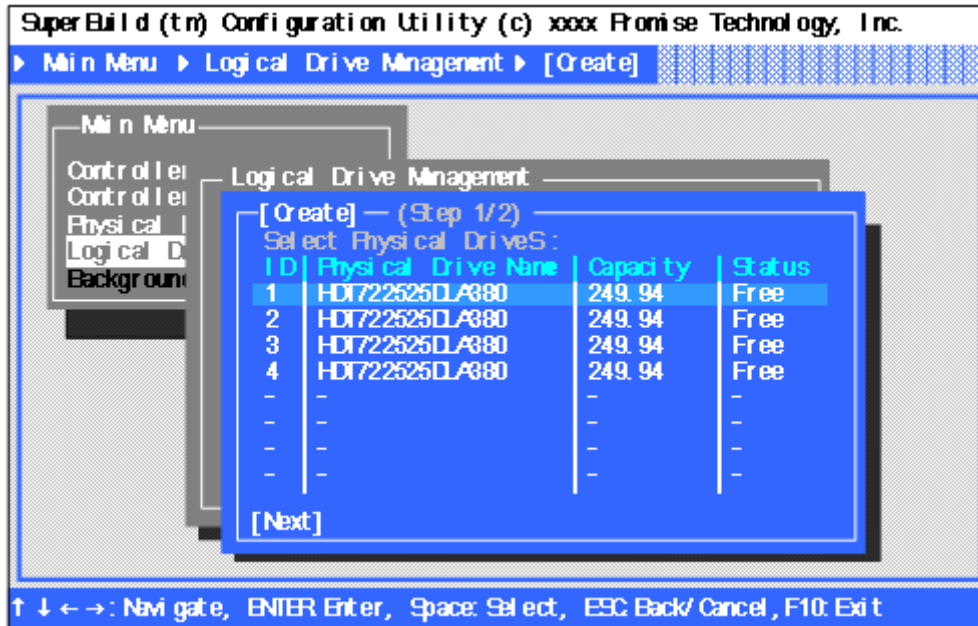 SuperBuild (tn) Configuration Utility (c) xxxx Promise Technology, Inc.
Main Menu Logical Drive Management [Create]
Main Menu
Controller
Controller
Physical
Logical D
Background
Logical Drive Management
[Create] — (Step 1/2)
Select Physical DriveS:
ID Physical Drive Name Capacity Status
1 HDT722525DLA380 249.94 Free
2 HDT722525DLA380 249.94 Free
3 HDT722525DLA380 249.94 Free
4 HDT722525DLA380 249.94 Free
- - - -
- - - -
- - - -
- - - -
[Next]
↑ ↓ ← →: Navigate, ENTER: Enter, Space: Select, ESC: Back/Cancel, F10: Exit